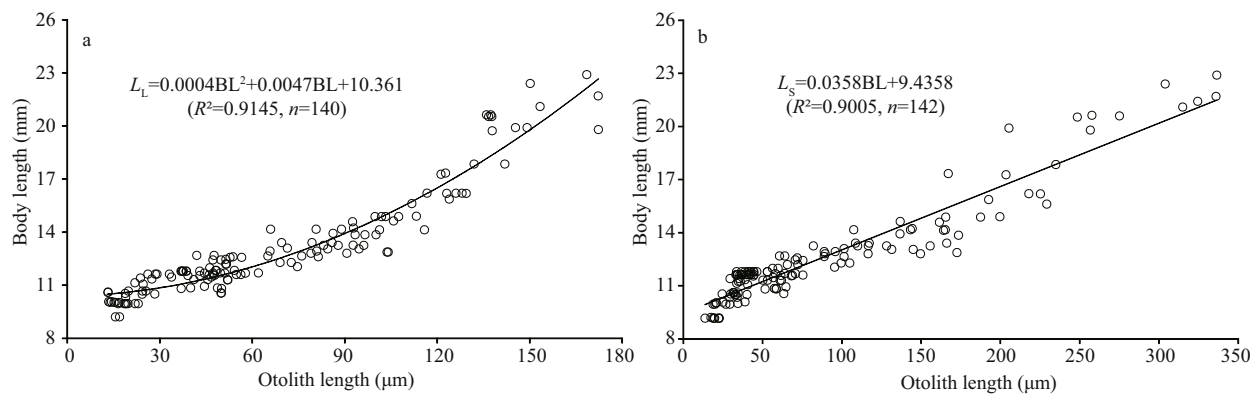 a
L_L=0.0004BL²+0.0047BL+10.361
(R²=0.9145, n=140)
Body length (mm)
26
23
20
17
14
11
8
0 30 60 90 120 150 180
Otolith length (μm)
b
L_S=0.0358BL+9.4358
(R²=0.9005, n=142)
Body length (mm)
26
23
20
17
14
11
8
0 50 100 150 200 250 300 350
Otolith length (μm)